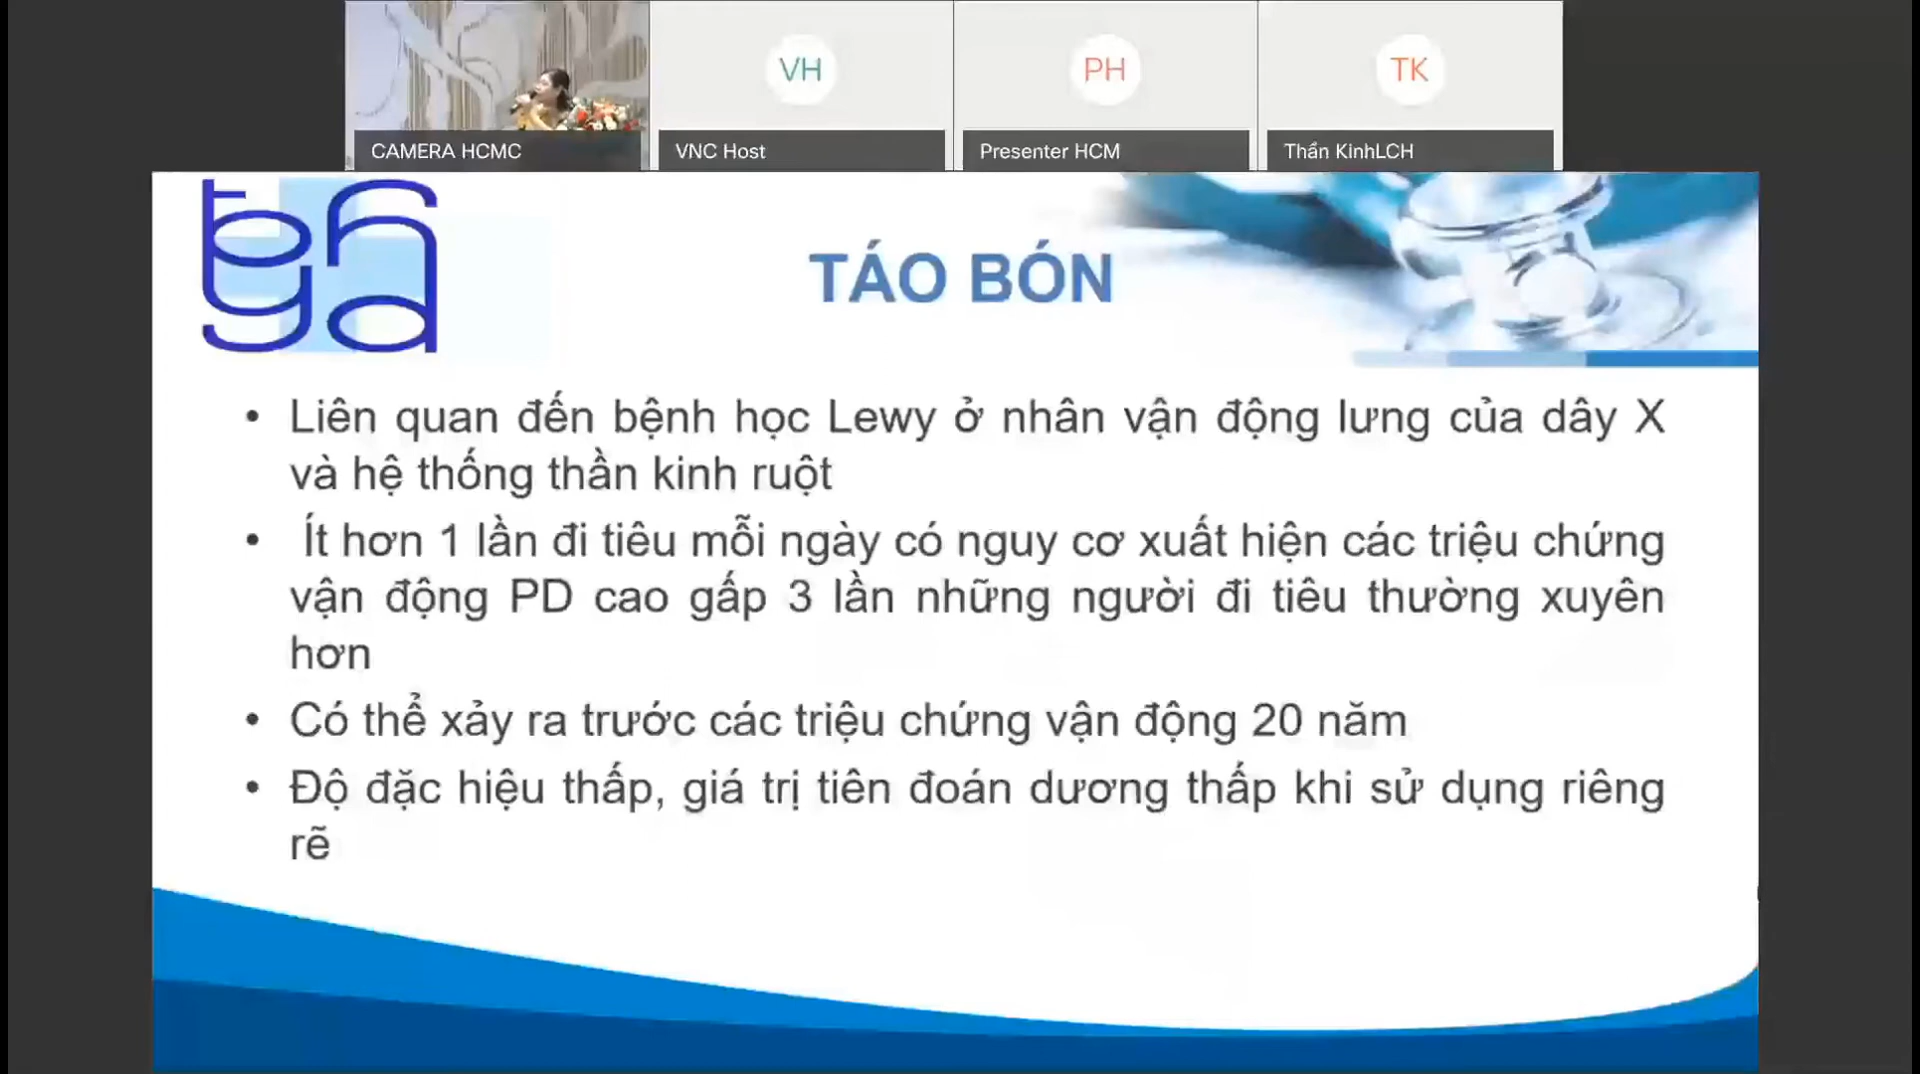 VH
PH
TK
CAMERA HCMC
VNC Host
Presenter HCM
Thần KinhLCH
TÁO BÓN
• Liên quan đến bệnh học Lewy ở nhân vận động lưng của dây X
và hệ thống thần kinh ruột
• Ít hơn 1 lần đi tiêu mỗi ngày có nguy cơ xuất hiện các triệu chứng
vận động PD cao gấp 3 lần những người đi tiêu thường xuyên
hơn
• Có thể xảy ra trước các triệu chứng vận động 20 năm
• Độ đặc hiệu thấp, giá trị tiên đoán dương thấp khi sử dụng riêng
rẽ